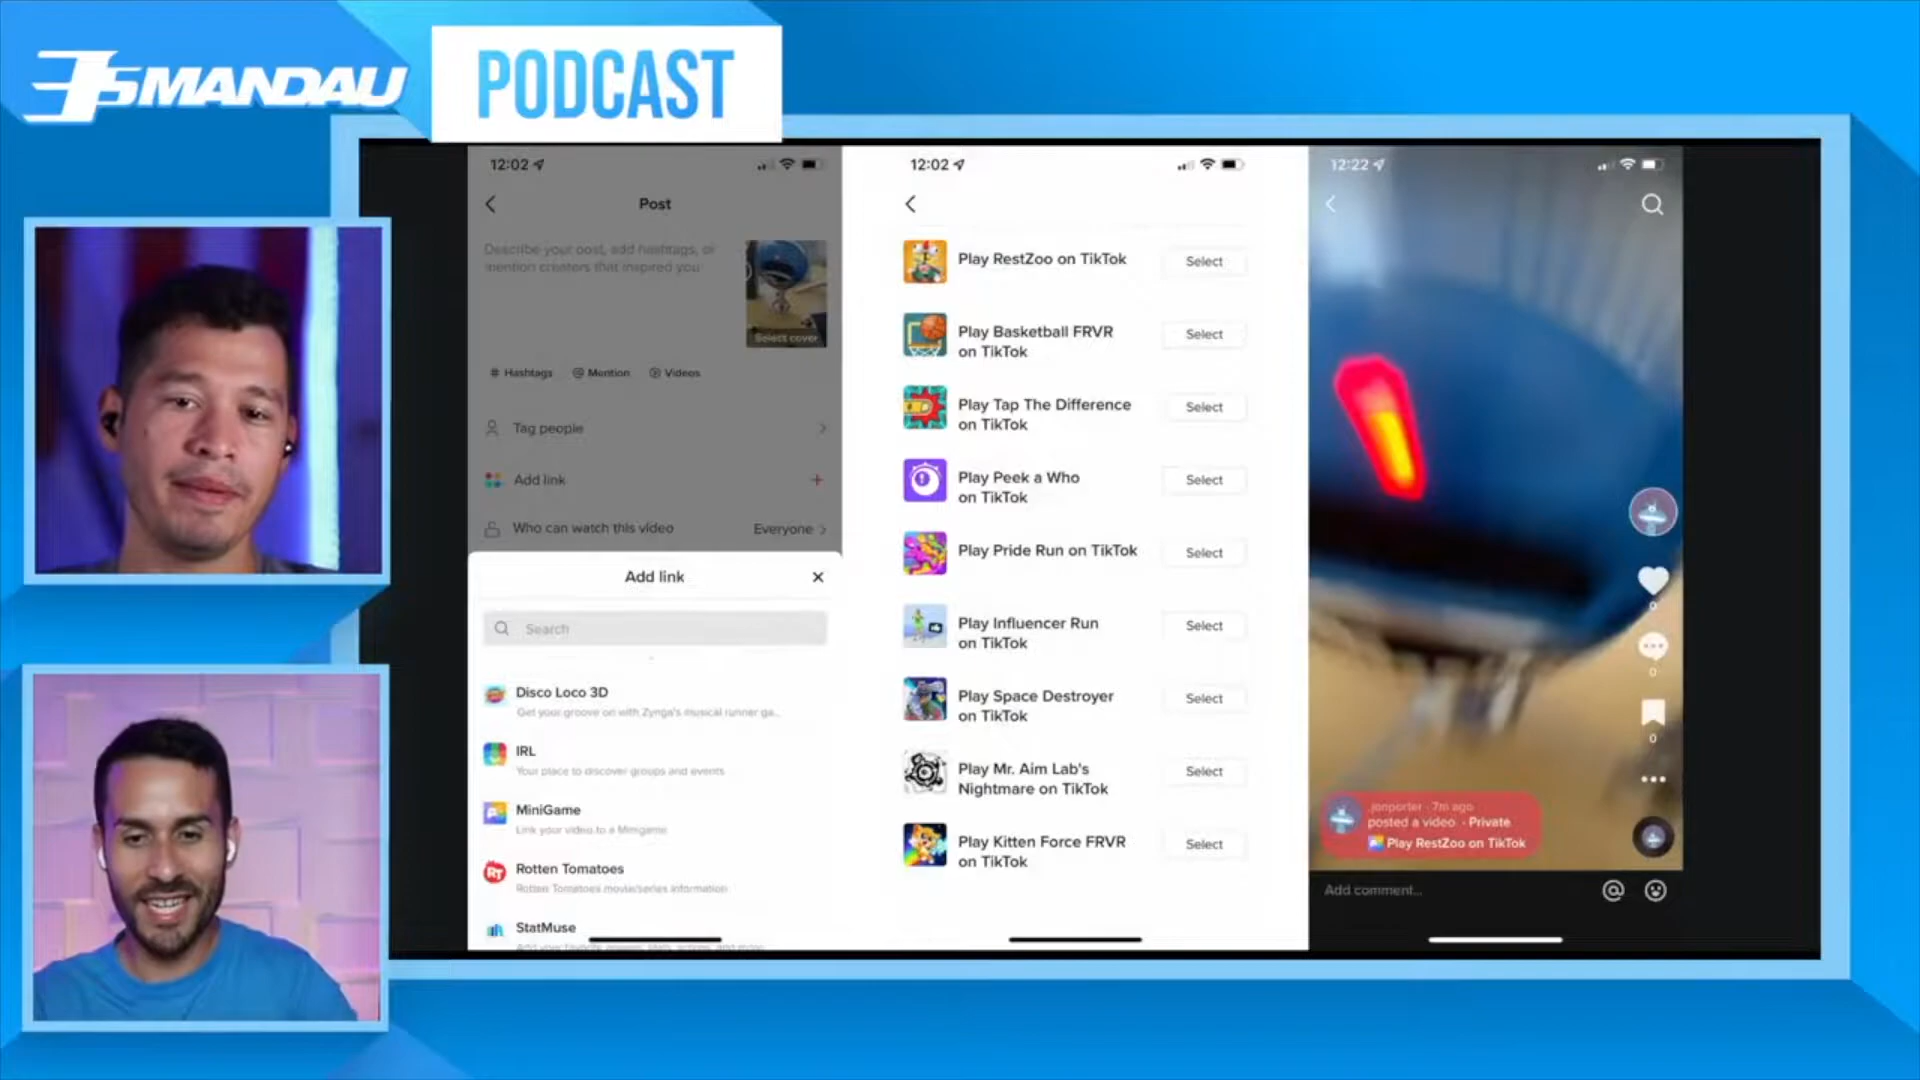 35MANDAU
PODCAST
12:02
Post
Describe your post, add hashtags, or
mention creators that inspired you
Select cover
# Hashtags
@ Mention
Videos
Tag people
Add link
Who can watch this video
Everyone
Add link
Search
Disco Loco 3D
Get your groove on with Zynga's musical runner ga...
IRL
Your place to discover groups and events
MiniGame
Link your video to a Minigame
RT
Rotten Tomatoes
Rotten Tomatoes movie/series information
StatMuse
12:02
Play RestZoo on TikTok
Select
Play Basketball FRVR
on TikTok
Select
Play Tap The Difference
on TikTok
Select
Play Peek a Who
on TikTok
Select
Play Pride Run on TikTok
Select
Play Influencer Run
on TikTok
Select
Play Space Destroyer
on TikTok
Select
Play Mr. Aim Lab's
Nightmare on TikTok
Select
Play Kitten Force FRVR
on TikTok
Select
12:22
0
0
0
jonporter · 7m ago
posted a video · Private
Play RestZoo on TikTok
Add comment...